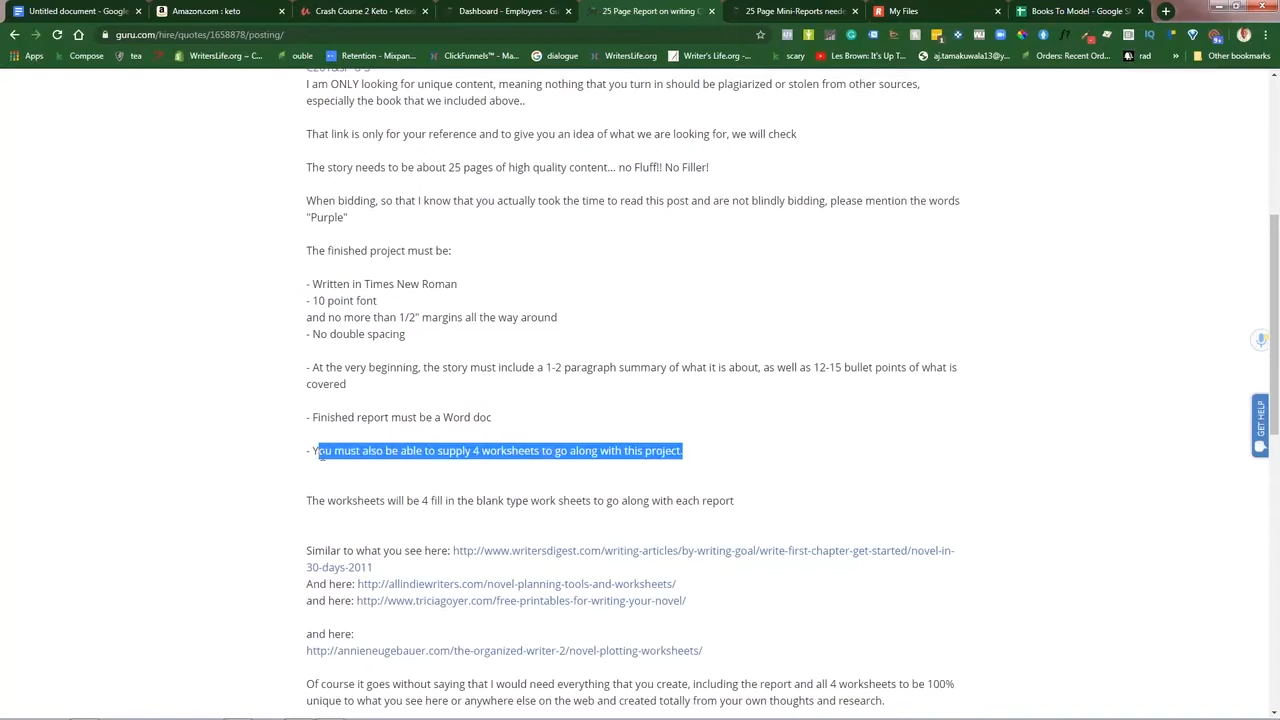 Untitled document - Google D
Amazon.com : keto
Crash Course 2 Keto - Ketos
Dashboard - Employers - Gu
25 Page Report on writing C
25 Page Mini-Reports neede
My Files
Books To Model - Google Sh
guru.com/hire/quotes/1658878/posting/
Apps
Compose
tea
WritersLife.org ~ C...
ouble
Retention - Mixpan...
ClickFunnels™ - Ma...
dialogue
WritersLife.org
Writer's Life.org -...
scary
Les Brown: It's Up T...
aj.tamakuwala13@y...
Orders: Recent Ord...
rad
»
Other bookmarks
I am ONLY looking for unique content, meaning nothing that you turn in should be plagiarized or stolen from other sources,
especially the book that we included above..
That link is only for your reference and to give you an idea of what we are looking for, we will check
The story needs to be about 25 pages of high quality content... no Fluff!! No Filler!
When bidding, so that I know that you actually took the time to read this post and are not blindly bidding, please mention the words
"Purple"
The finished project must be:
- Written in Times New Roman
- 10 point font
and no more than 1/2" margins all the way around
- No double spacing
- At the very beginning, the story must include a 1-2 paragraph summary of what it is about, as well as 12-15 bullet points of what is
covered
- Finished report must be a Word doc
- You must also be able to supply 4 worksheets to go along with this project.
GET HELP
The worksheets will be 4 fill in the blank type work sheets to go along with each report
Similar to what you see here: http://www.writersdigest.com/writing-articles/by-writing-goal/write-first-chapter-get-started/novel-in-
30-days-2011
And here: http://allindiewriters.com/novel-planning-tools-and-worksheets/
and here: http://www.triciagoyer.com/free-printables-for-writing-your-novel/
and here:
http://annieneugebauer.com/the-organized-writer-2/novel-plotting-worksheets/
Of course it goes without saying that I would need everything that you create, including the report and all 4 worksheets to be 100%
unique to what you see here or anywhere else on the web and created totally from your own thoughts and research.